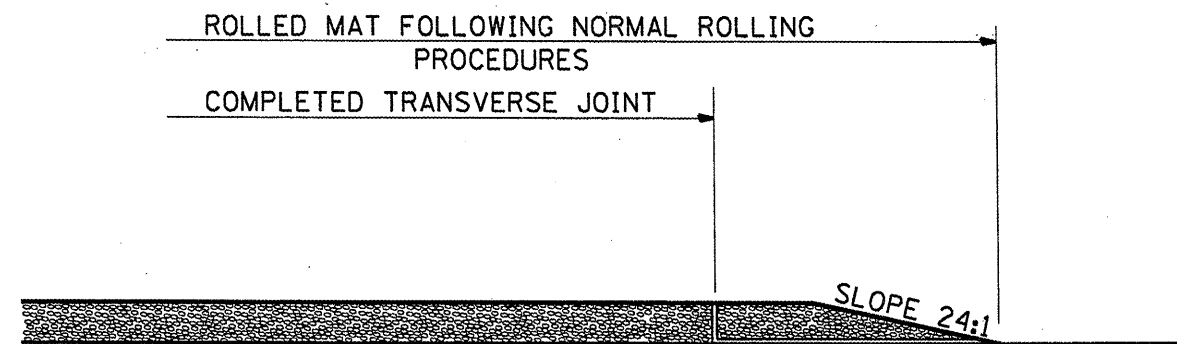 ROLLED MAT FOLLOWING NORMAL ROLLING
PROCEDURES
COMPLETED TRANSVERSE JOINT
SLOPE 24:1